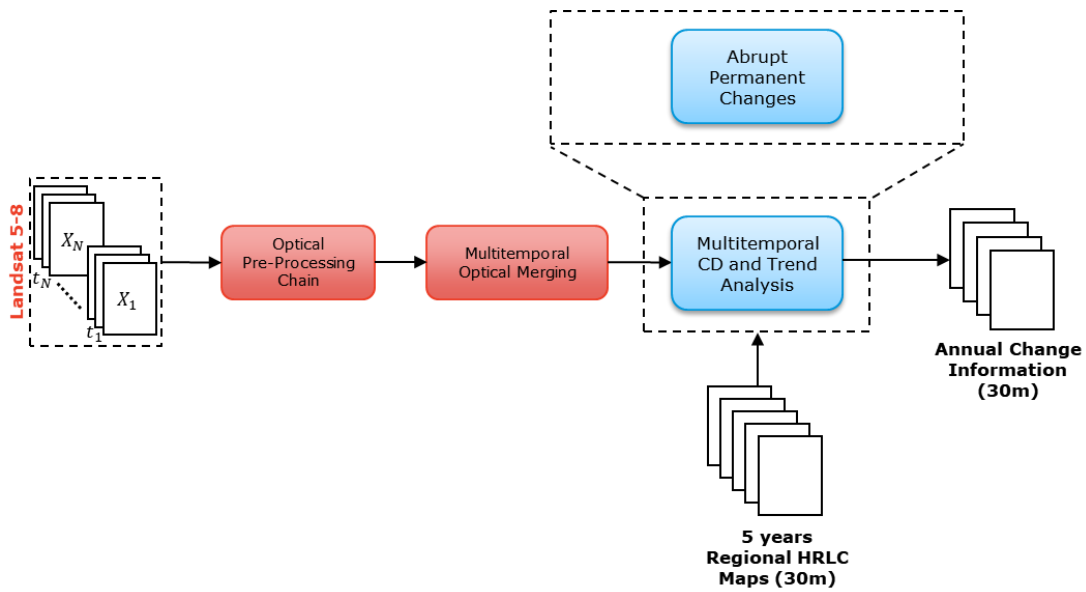 Abrupt
Permanent
Changes
Landsat 5-8
X_N
t_N
X_1
t_1
Optical
Pre-Processing
Chain
Multitemporal
Optical Merging
Multitemporal
CD and Trend
Analysis
Annual Change
Information
(30m)
5 years
Regional HRLC
Maps (30m)